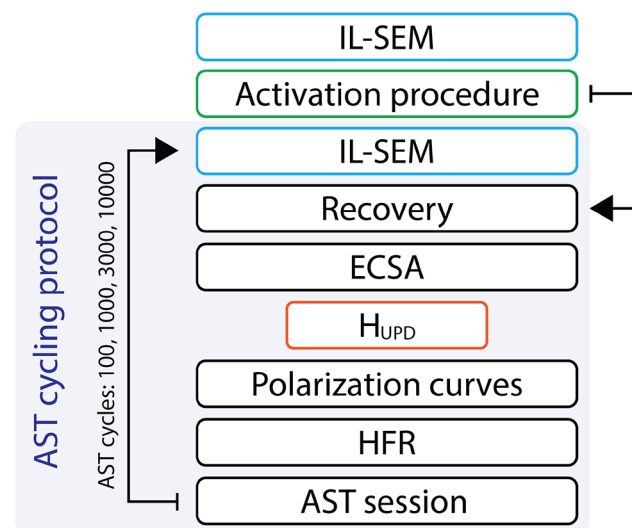 IL-SEM
Activation procedure
AST cycling protocol
AST cycles: 100, 1000, 3000, 10000
IL-SEM
Recovery
ECSA
HUPD
Polarization curves
HFR
AST session